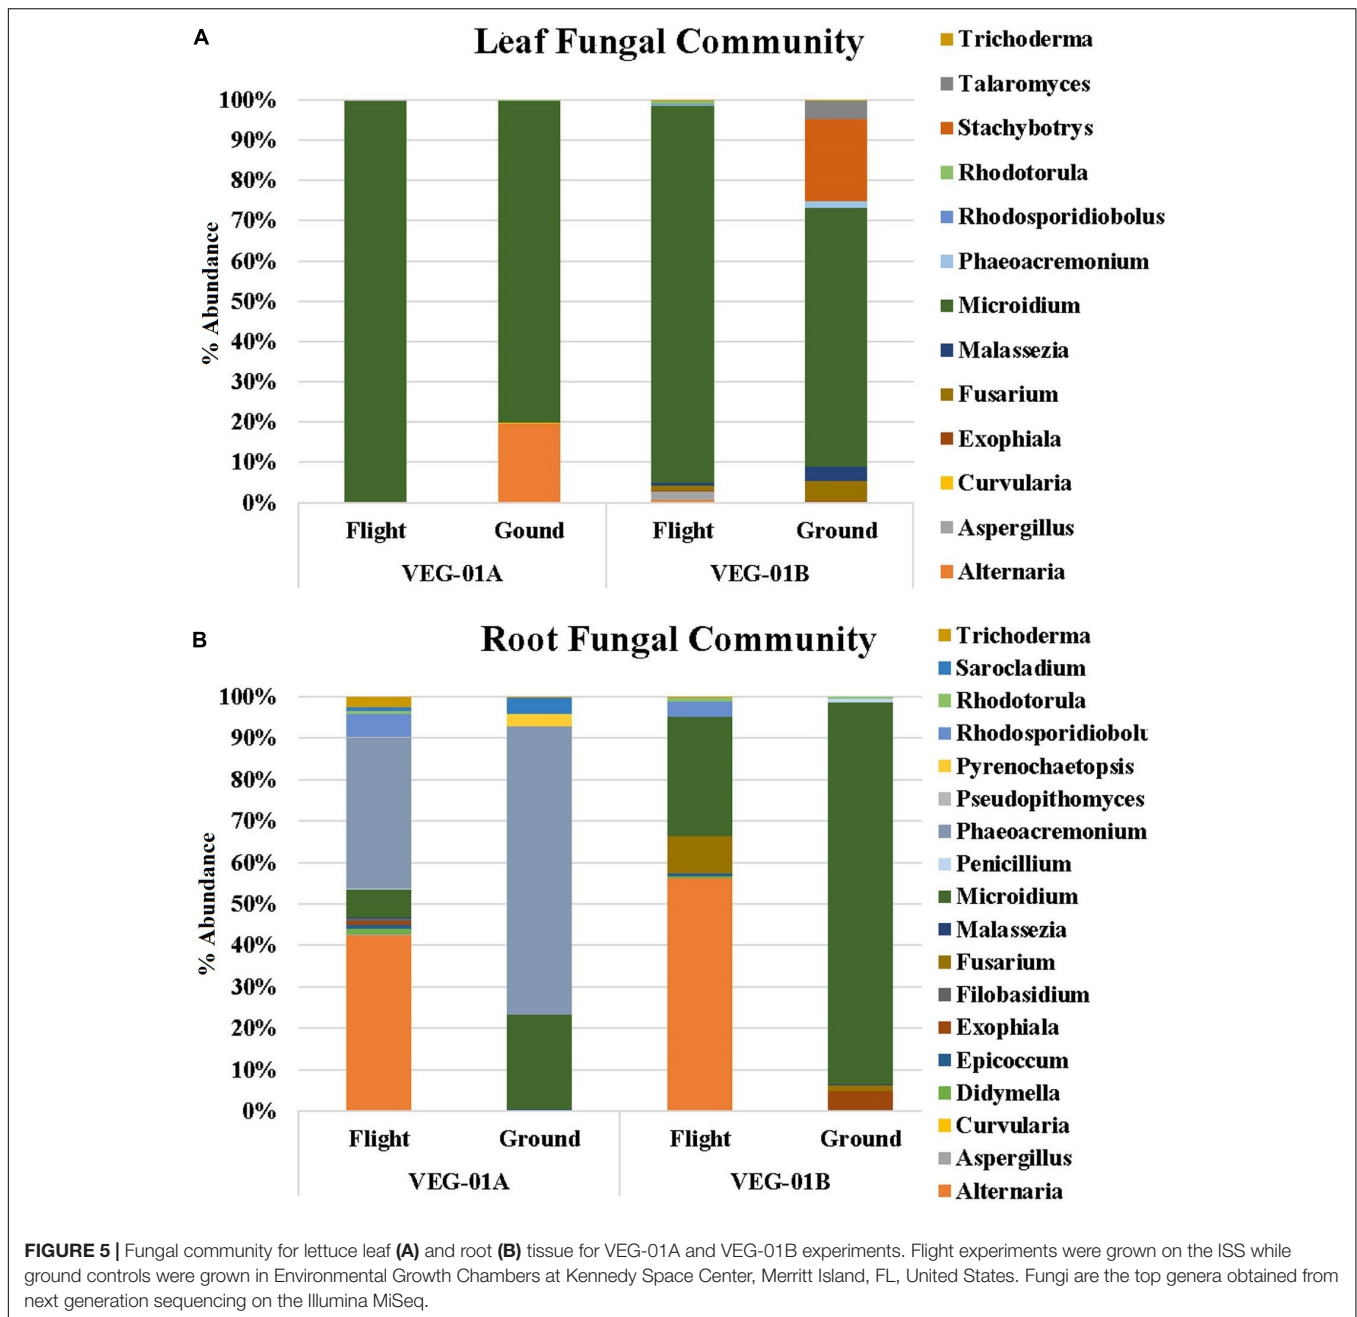 A
Leaf Fungal Community
% Abundance
100%
90%
80%
70%
60%
50%
40%
30%
20%
10%
0%
Flight Gound Flight Ground
VEG-01A VEG-01B
Trichoderma
Talaromyces
Stachybotrys
Rhodotorula
Rhodosporidiobolus
Phaeoacremonium
Microidium
Malassezia
Fusarium
Exophiala
Curvularia
Aspergillus
Alternaria
B
Root Fungal Community
% Abundance
100%
90%
80%
70%
60%
50%
40%
30%
20%
10%
0%
Flight Ground Flight Ground
VEG-01A VEG-01B
Trichoderma
Sarocladium
Rhodotorula
Rhodosporidiobolu
Pyrenochaetopsis
Pseudopithomyces
Phaeoacremonium
Penicillium
Microidium
Malassezia
Fusarium
Filobasidium
Exophiala
Epicoccum
Didymella
Curvularia
Aspergillus
Alternaria
FIGURE 5 | Fungal community for lettuce leaf (A) and root (B) tissue for VEG-01A and VEG-01B experiments. Flight experiments were grown on the ISS while
ground controls were grown in Environmental Growth Chambers at Kennedy Space Center, Merritt Island, FL, United States. Fungi are the top genera obtained from
next generation sequencing on the Illumina MiSeq.